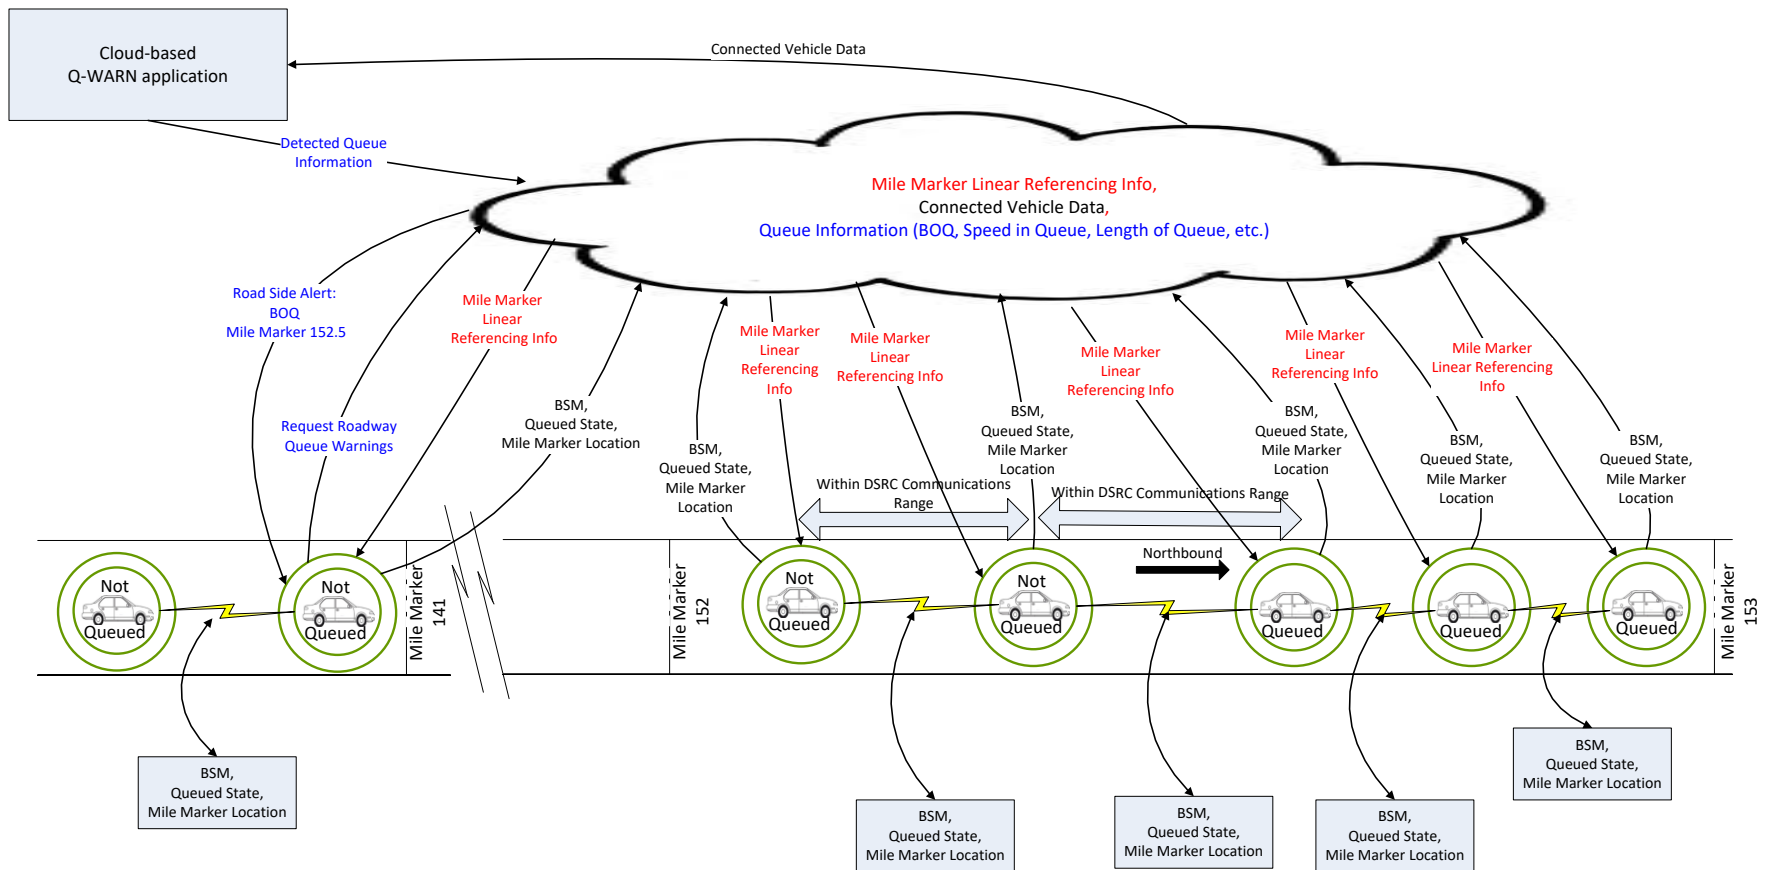 Cloud-based
Q-WARN application
Connected Vehicle Data
Detected Queue
Information
Mile Marker Linear Referencing Info,
Connected Vehicle Data,
Queue Information (BOQ, Speed in Queue, Length of Queue, etc.)
Road Side Alert:
BOQ
Mile Marker 152.5
Request Roadway
Queue Warnings
Mile Marker
Linear
Referencing Info
BSM,
Queued State,
Mile Marker Location
BSM,
Queued State,
Mile Marker
Location
Mile Marker
Linear
Referencing
Info
Mile Marker
Linear
Referencing Info
BSM,
Queued State,
Mile Marker
Location
Mile Marker
Linear
Referencing Info
BSM,
Queued State,
Mile Marker
Location
Mile Marker
Linear
Referencing Info
BSM,
Queued State,
Mile Marker
Location
Mile Marker
Linear Referencing
Info
BSM,
Queued State,
Mile Marker
Location
Within DSRC Communications
Range
Within DSRC Communications Range
Northbound
Not
Queued
Not
Queued
Mile Marker
141
Mile Marker
152
Not
Queued
Not
Queued
Queued
Queued
Queued
Mile Marker
153
BSM,
Queued State,
Mile Marker Location
BSM,
Queued State,
Mile Marker Location
BSM,
Queued State,
Mile Marker Location
BSM,
Queued State,
Mile Marker Location
BSM,
Queued State,
Mile Marker Location